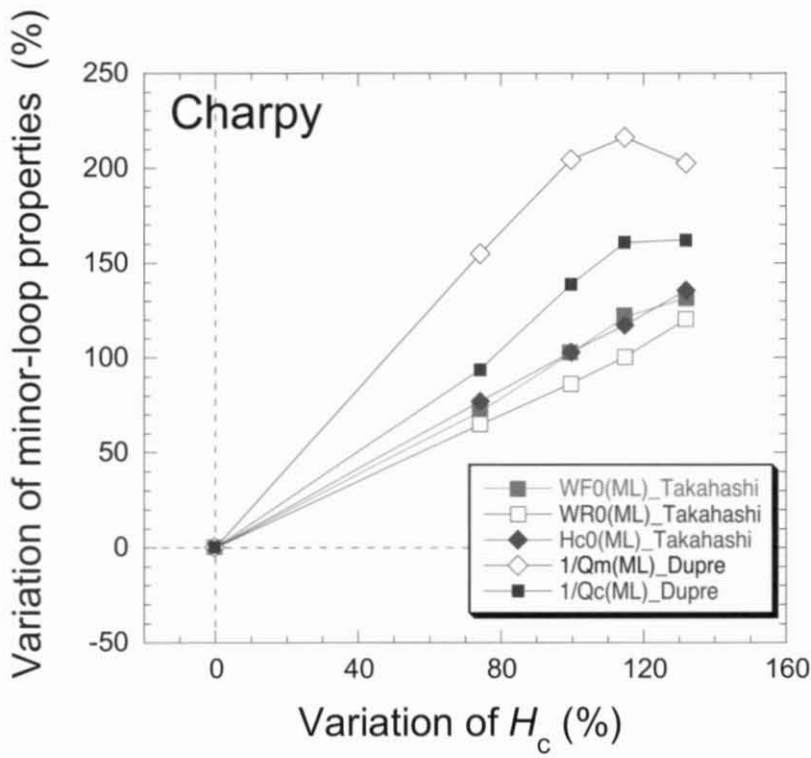 Variation of minor-loop properties (%)
250
200
150
100
50
0
-50
Charpy
WF0(ML)_Takahashi
WR0(ML)_Takahashi
Hc0(ML)_Takahashi
1/Qm(ML)_Dupre
1/Qc(ML)_Dupre
0 40 80 120 160
Variation of Hc (%)